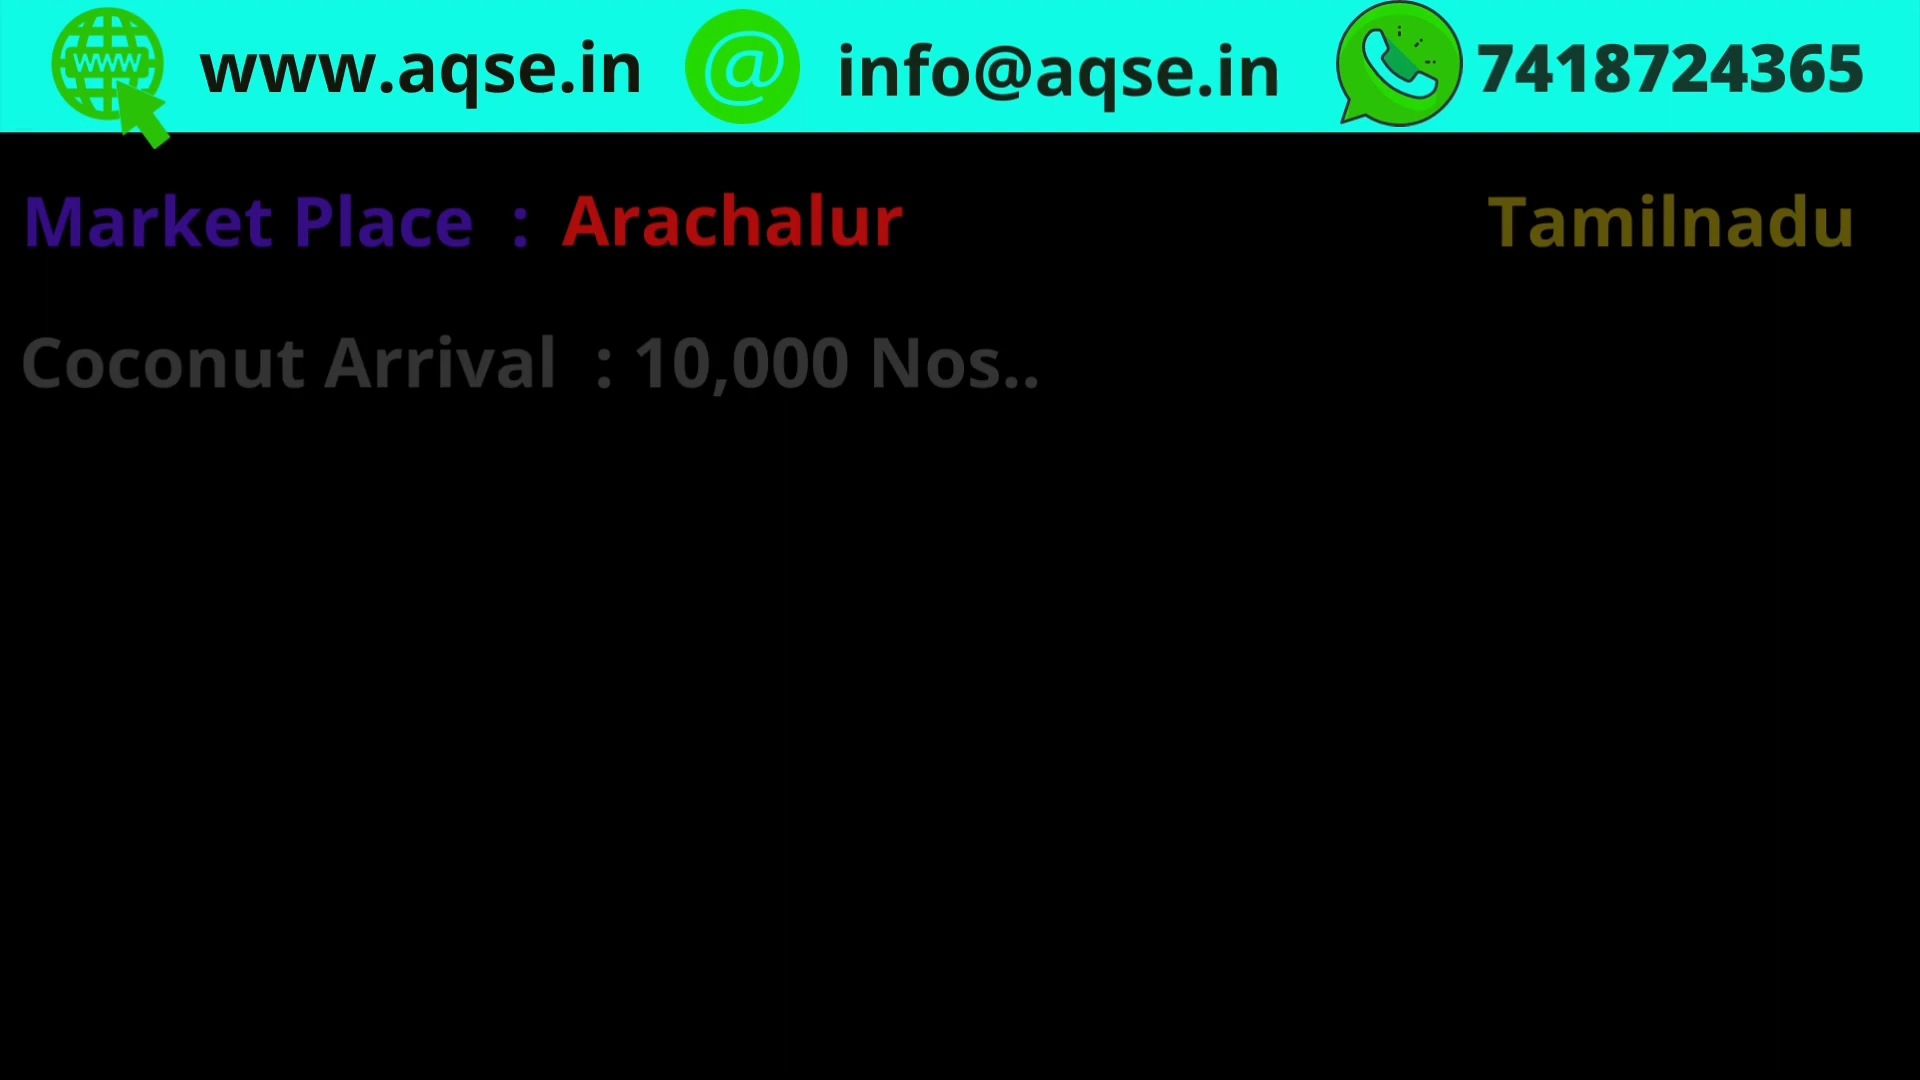 www www.aqse.in @ info@aqse.in 7418724365
Market Place : Arachalur Tamilnadu
Coconut Arrival : 10,000 Nos..